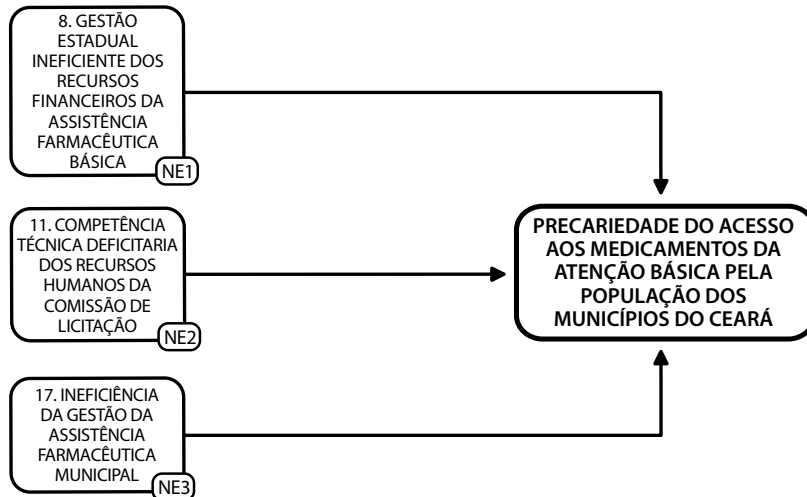 8. GESTÃO
ESTADUAL
INEFICIENTE DOS
RECURSOS
FINANCEIROS DA
ASSISTÊNCIA
FARMACÊUTICA
BÁSICA
NE1
11. COMPETÊNCIA
TÉCNICA DEFICITARIA
DOS RECURSOS
HUMANOS DA
COMISSÃO DE
LICITAÇÃO
NE2
17. INEFICIÊNCIA
DA GESTÃO DA
ASSISTÊNCIA
FARMACÊUTICA
MUNICIPAL
NE3
PRECARIEDADE DO ACESSO
AOS MEDICAMENTOS DA
ATENÇÃO BÁSICA PELA
POPULAÇÃO DOS
MUNICÍPIOS DO CEARÁ